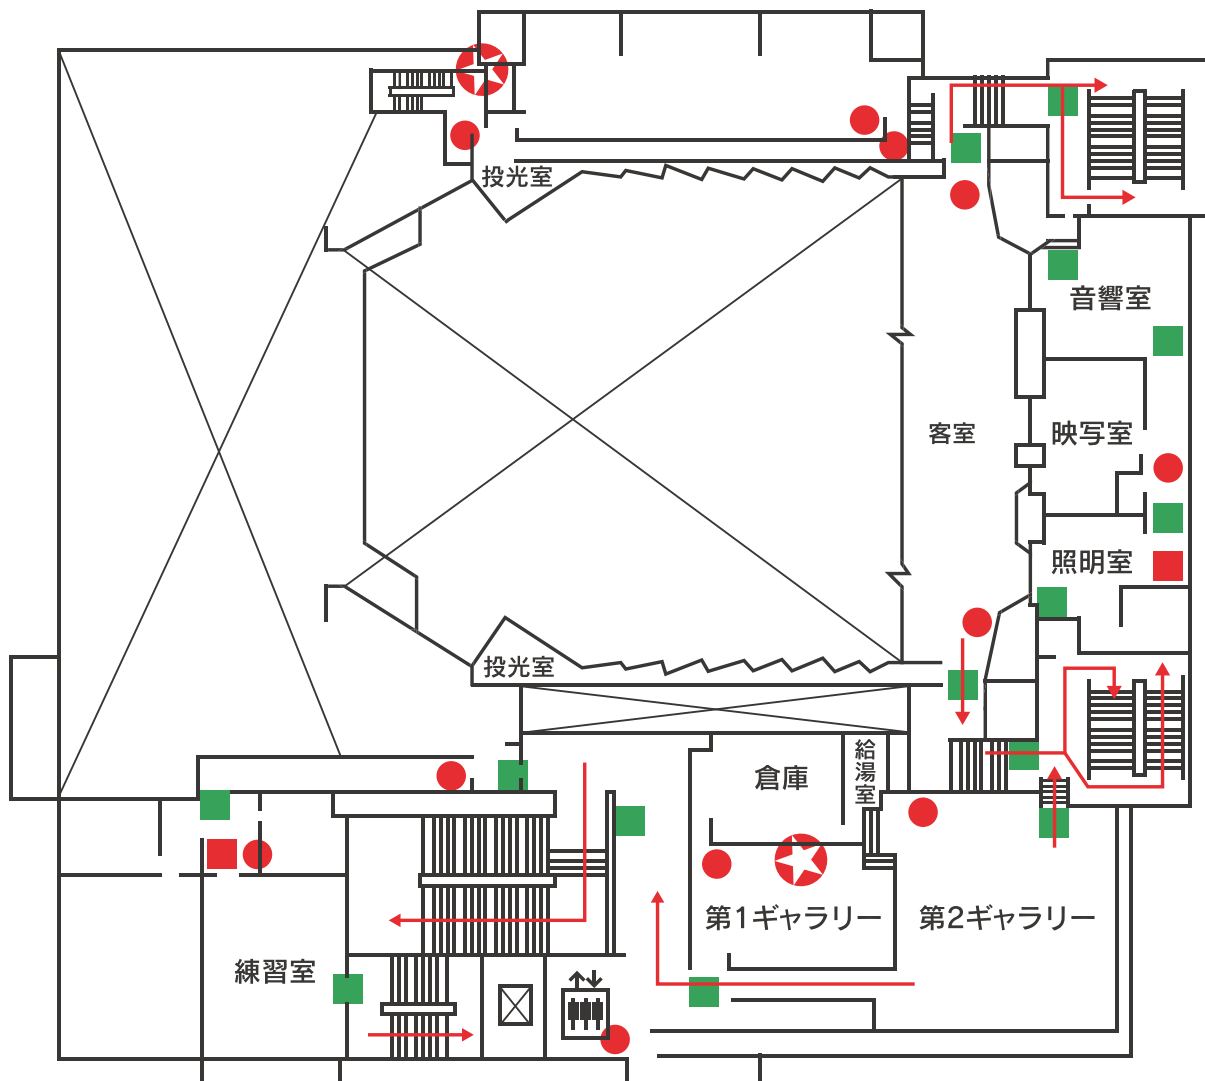 投光室
音響室
客室
映写室
照明室
投光室
倉庫
給湯室
第1ギャラリー
第2ギャラリー
練習室